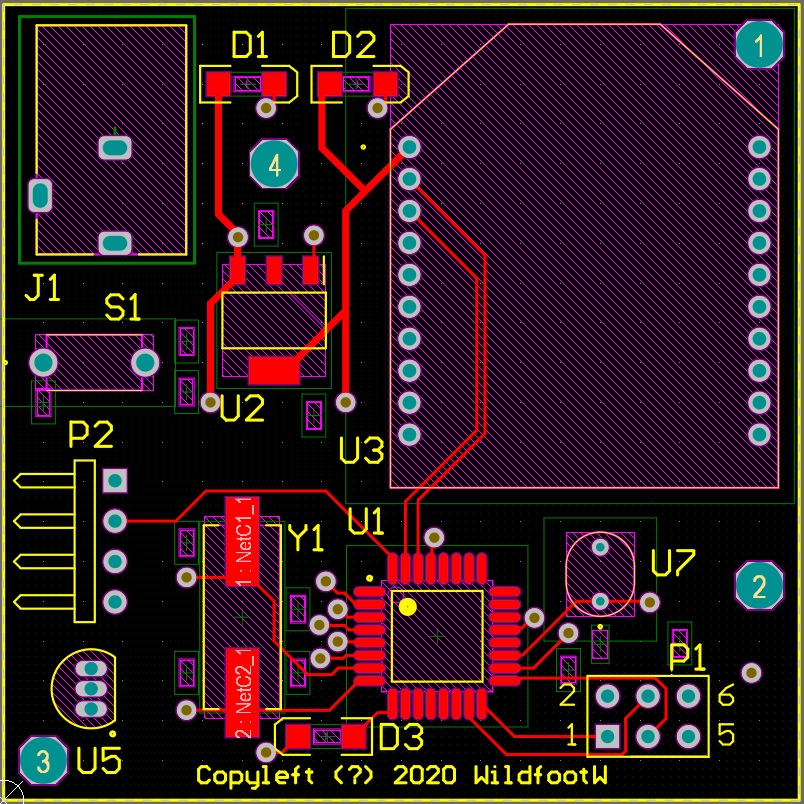 D1 D2 1
4
J1
S1
U2
P2
U3
U1
1 : NetC1_1
Y1
U7
2
2 : NetC2_1
P1
2 6
1 5
3 U5
D3
Copyleft (?) 2020 WildfootW